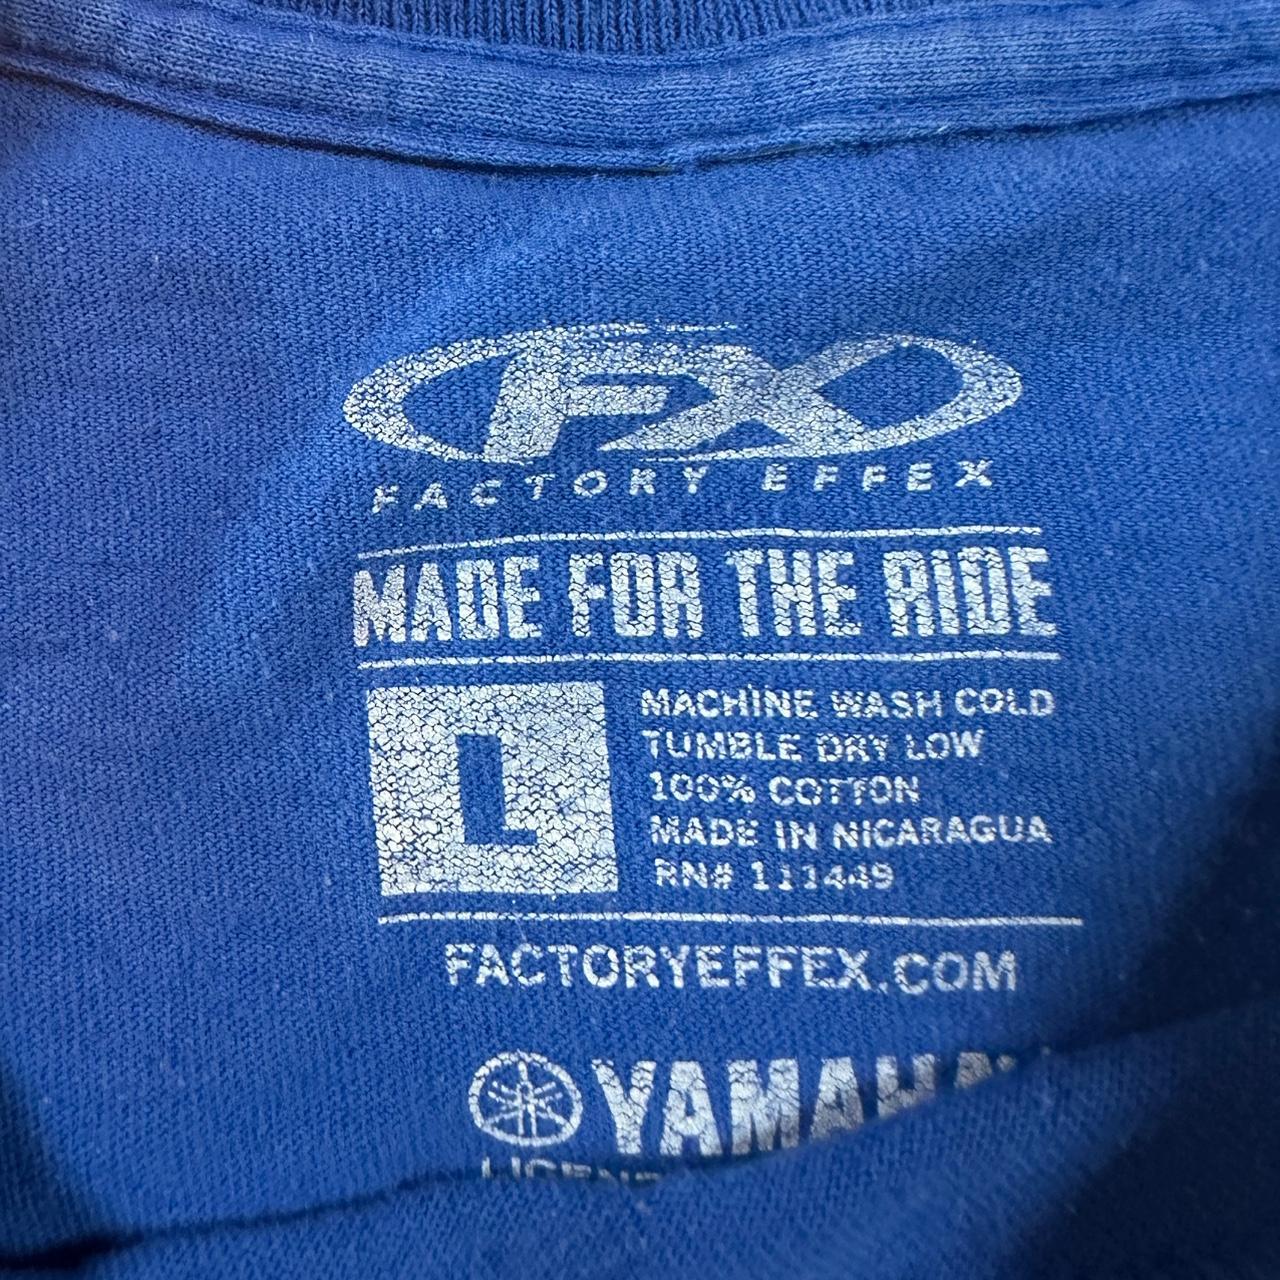 FX
FACTORY EFFEX
MADE FOR THE RIDE
L
MACHINE WASH COLD
TUMBLE DRY LOW
100% COTTON
MADE IN NICARAGUA
RN# 111449
FACTORYEFFEX.COM
YAMAHA